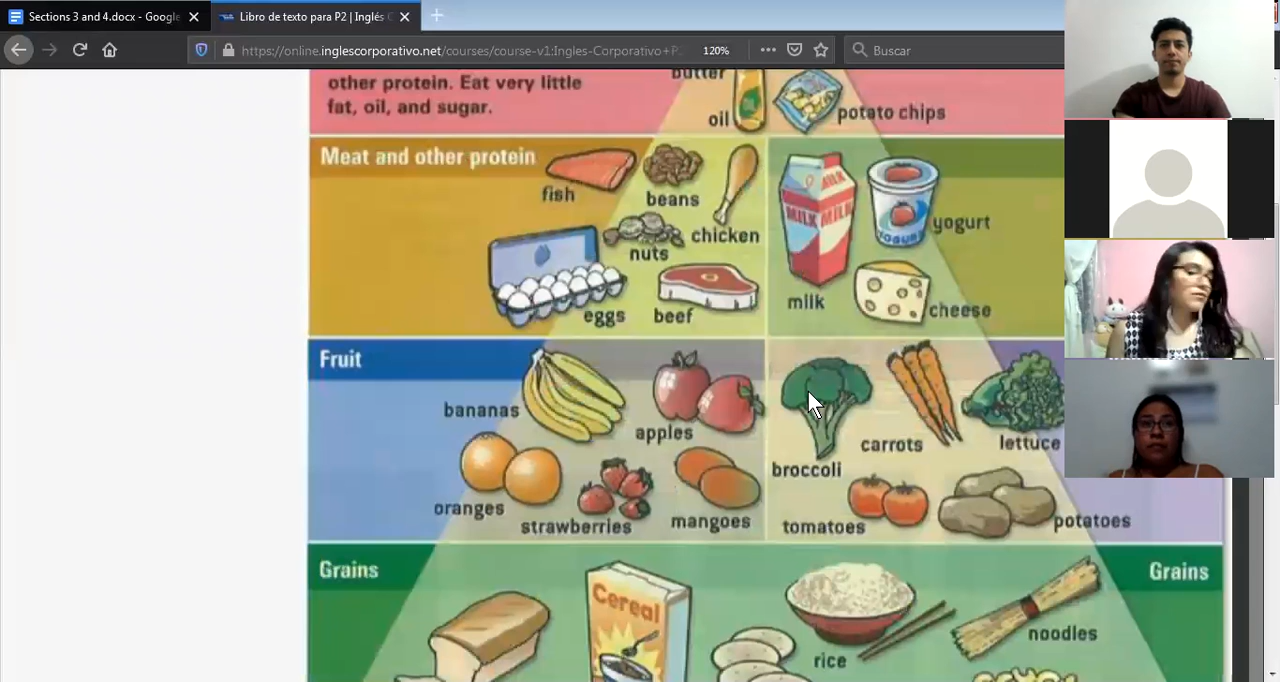 Sections 3 and 4.docx - Google
Libro de texto para P2 | Inglés C
https://online.inglescorporativo.net/courses/course-v1:Ingles-Corporativo+P
120%
Buscar
other protein. Eat very little
fat, oil, and sugar.
butter
oil
potato chips
Meat and other protein
fish
beans
chicken
nuts
eggs
beef
MILK
MILK MILK
milk
YOGURT
yogurt
cheese
Fruit
bananas
apples
oranges
strawberries
mangoes
broccoli
carrots
lettuce
tomatoes
potatoes
Grains
Grains
Cereal
rice
noodles